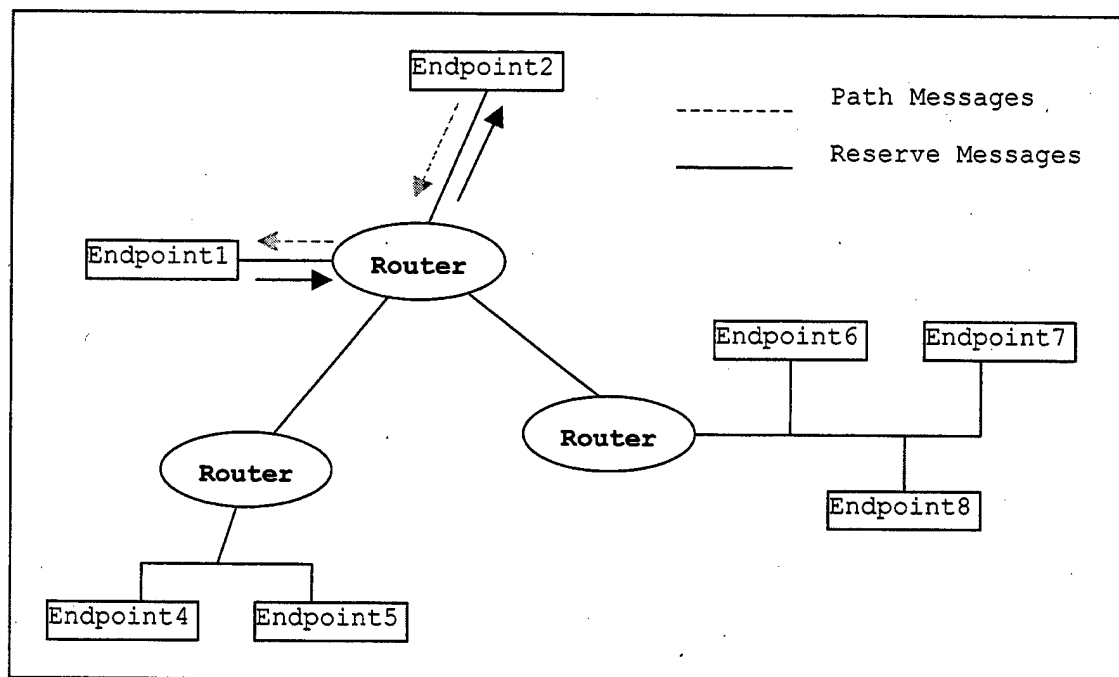 Endpoint2
Path Messages
Reserve Messages
Endpoint1
Router
Endpoint6
Endpoint7
Router
Router
Endpoint8
Endpoint4
Endpoint5